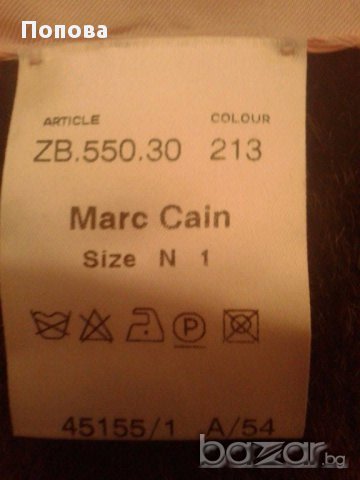 Попова
ARTICLE COLOUR
ZB.550.30 213
Marc Cain
Size N 1
P
45155/1 A/54
bazar.bg